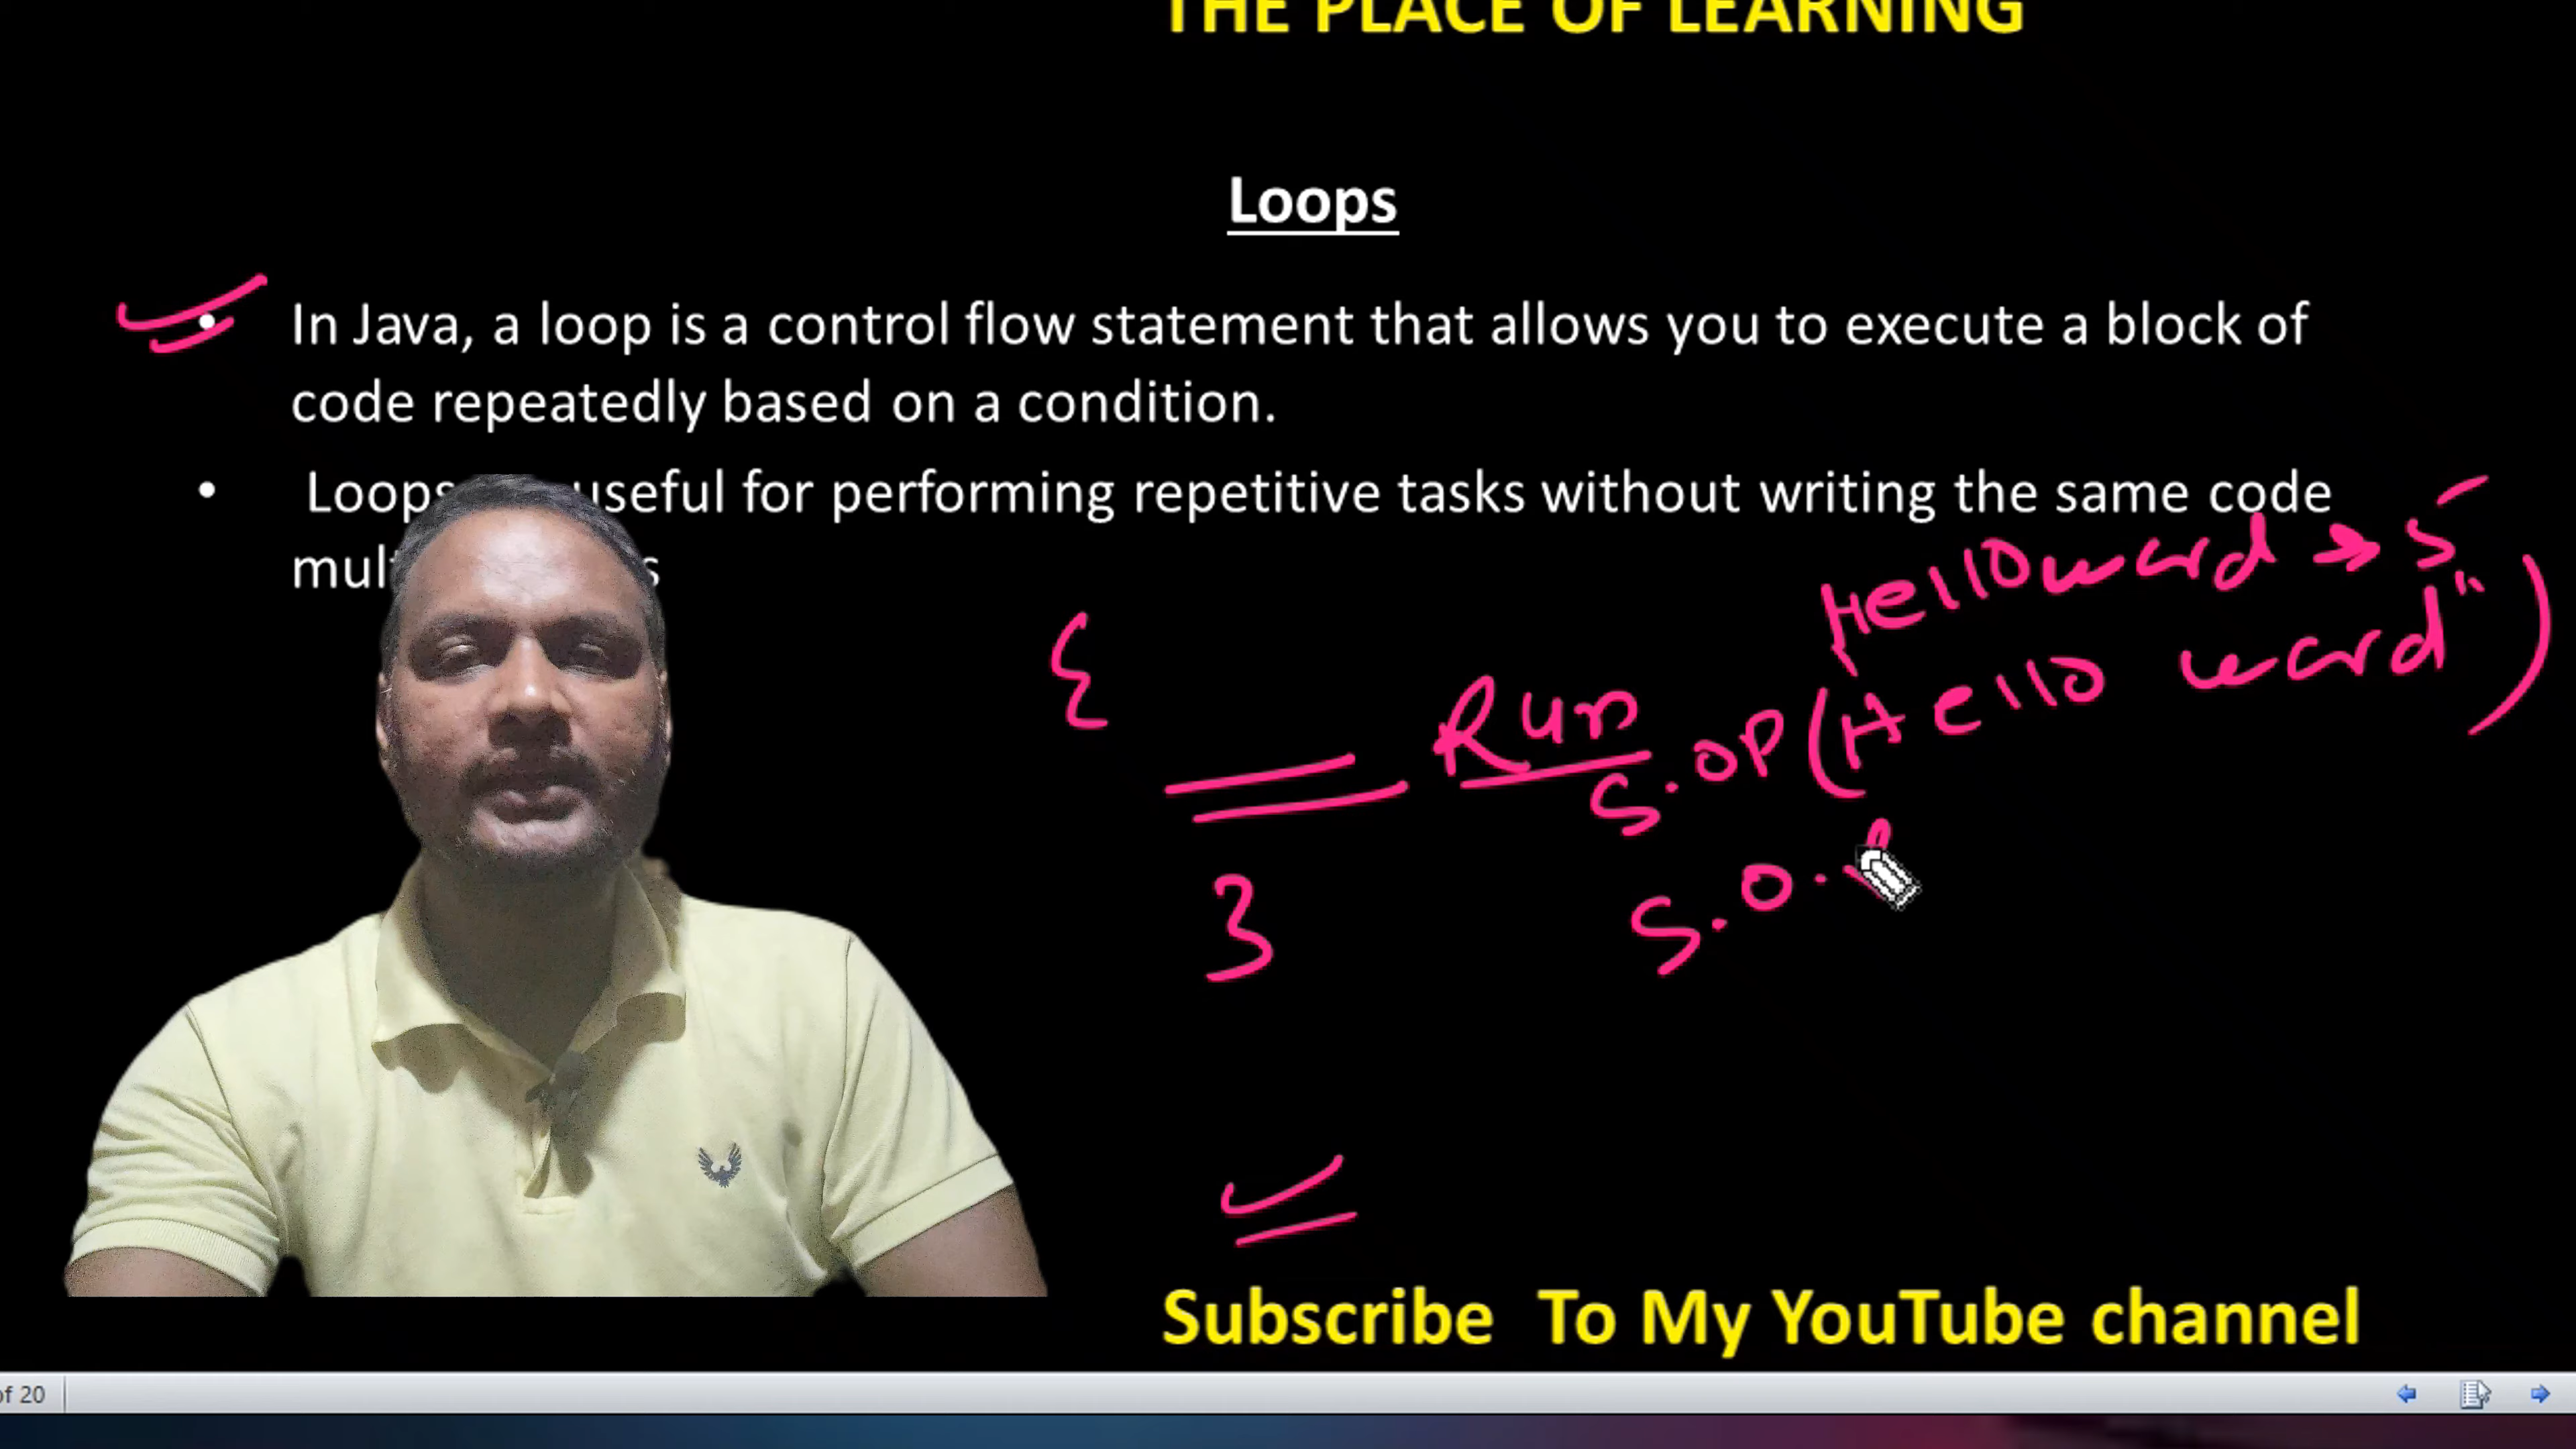 THE PLACE OF LEARNING
Loops
• In Java, a loop is a control flow statement that allows you to execute a block of
code repeatedly based on a condition.
• Loops useful for performing repetitive tasks without writing the same code
Helloword → 5
{
Run
S.OP(Hello word")
S.O.
}
Subscribe To My YouTube channel
of 20